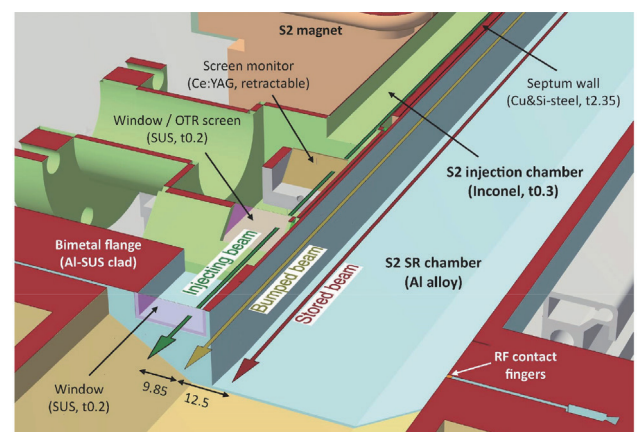 S2 magnet
Screen monitor
(Ce:YAG, retractable)
Window / OTR screen
(SUS, t0.2)
Septum wall
(Cu&Si-steel, t2.35)
S2 injection chamber
(Inconel, t0.3)
Bimetal flange
(Al-SUS clad)
Injecting beam
Bumped beam
Stored beam
S2 SR chamber
(Al alloy)
RF contact
fingers
Window
(SUS, t0.2)
9.85
12.5